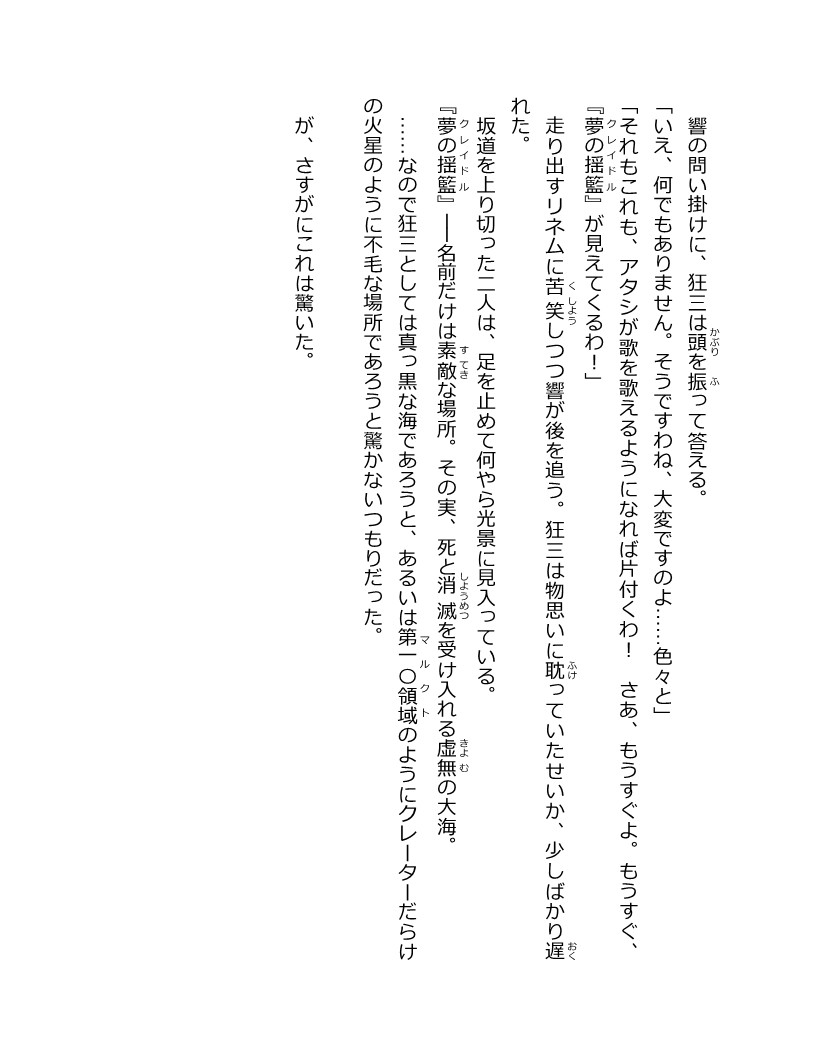 響の問い掛けに、狂三は頭を振って答える。
「いえ、何でもありません。そうですわね、大変ですのよ……色々と」
「それもこれも、アタシが歌を歌えるようになれば片付くわ！　さあ、もうすぐよ。もうすぐ、
『夢の揺籃』が見えてくるわ！」
走り出すリネムに苦笑しつつ響が後を追う。狂三は物思いに耽っていたせいか、少しばかり遅
れた。
坂道を上り切った二人は、足を止めて何やら光景に見入っている。
『夢の揺籃』――名前だけは素敵な場所。その実、死と消滅を受け入れる虚無の大海。
……なので狂三としては真っ黒な海であろうと、あるいは第一〇領域のようにクレーターだらけ
の火星のように不毛な場所であろうと驚かないつもりだった。
が、さすがにこれは驚いた。